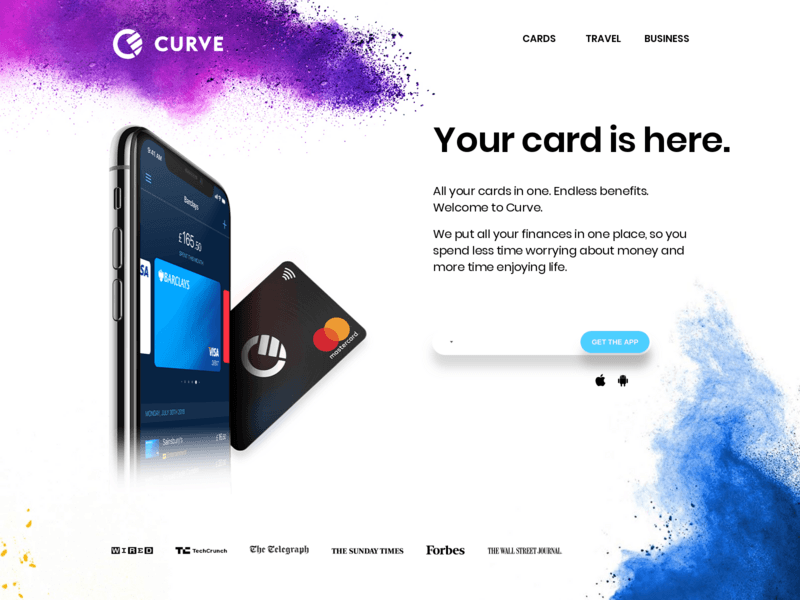 CURVE
CARDS TRAVEL BUSINESS
Your card is here.
All your cards in one. Endless benefits.
Welcome to Curve.
We put all your finances in one place, so you
spend less time worrying about money and
more time enjoying life.
GET THE APP
9:41 AM
Barclays
£165.50
BARCLAYS
VISA
DEBIT
MONDAY, JULY 30TH 2018
Sainsbury's
mastercard
WIRED TC TechCrunch The Telegraph THE SUNDAY TIMES Forbes THE WALL STREET JOURNAL